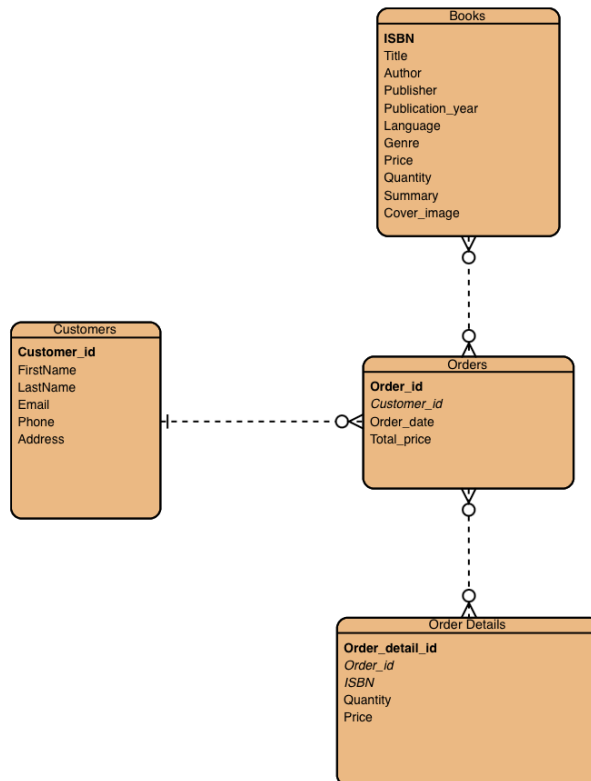 Books
ISBN
Title
Author
Publisher
Publication_year
Language
Genre
Price
Quantity
Summary
Cover_image
Customers
Customer_id
FirstName
LastName
Email
Phone
Address
Orders
Order_id
Customer_id
Order_date
Total_price
Order Details
Order_detail_id
Order_id
ISBN
Quantity
Price